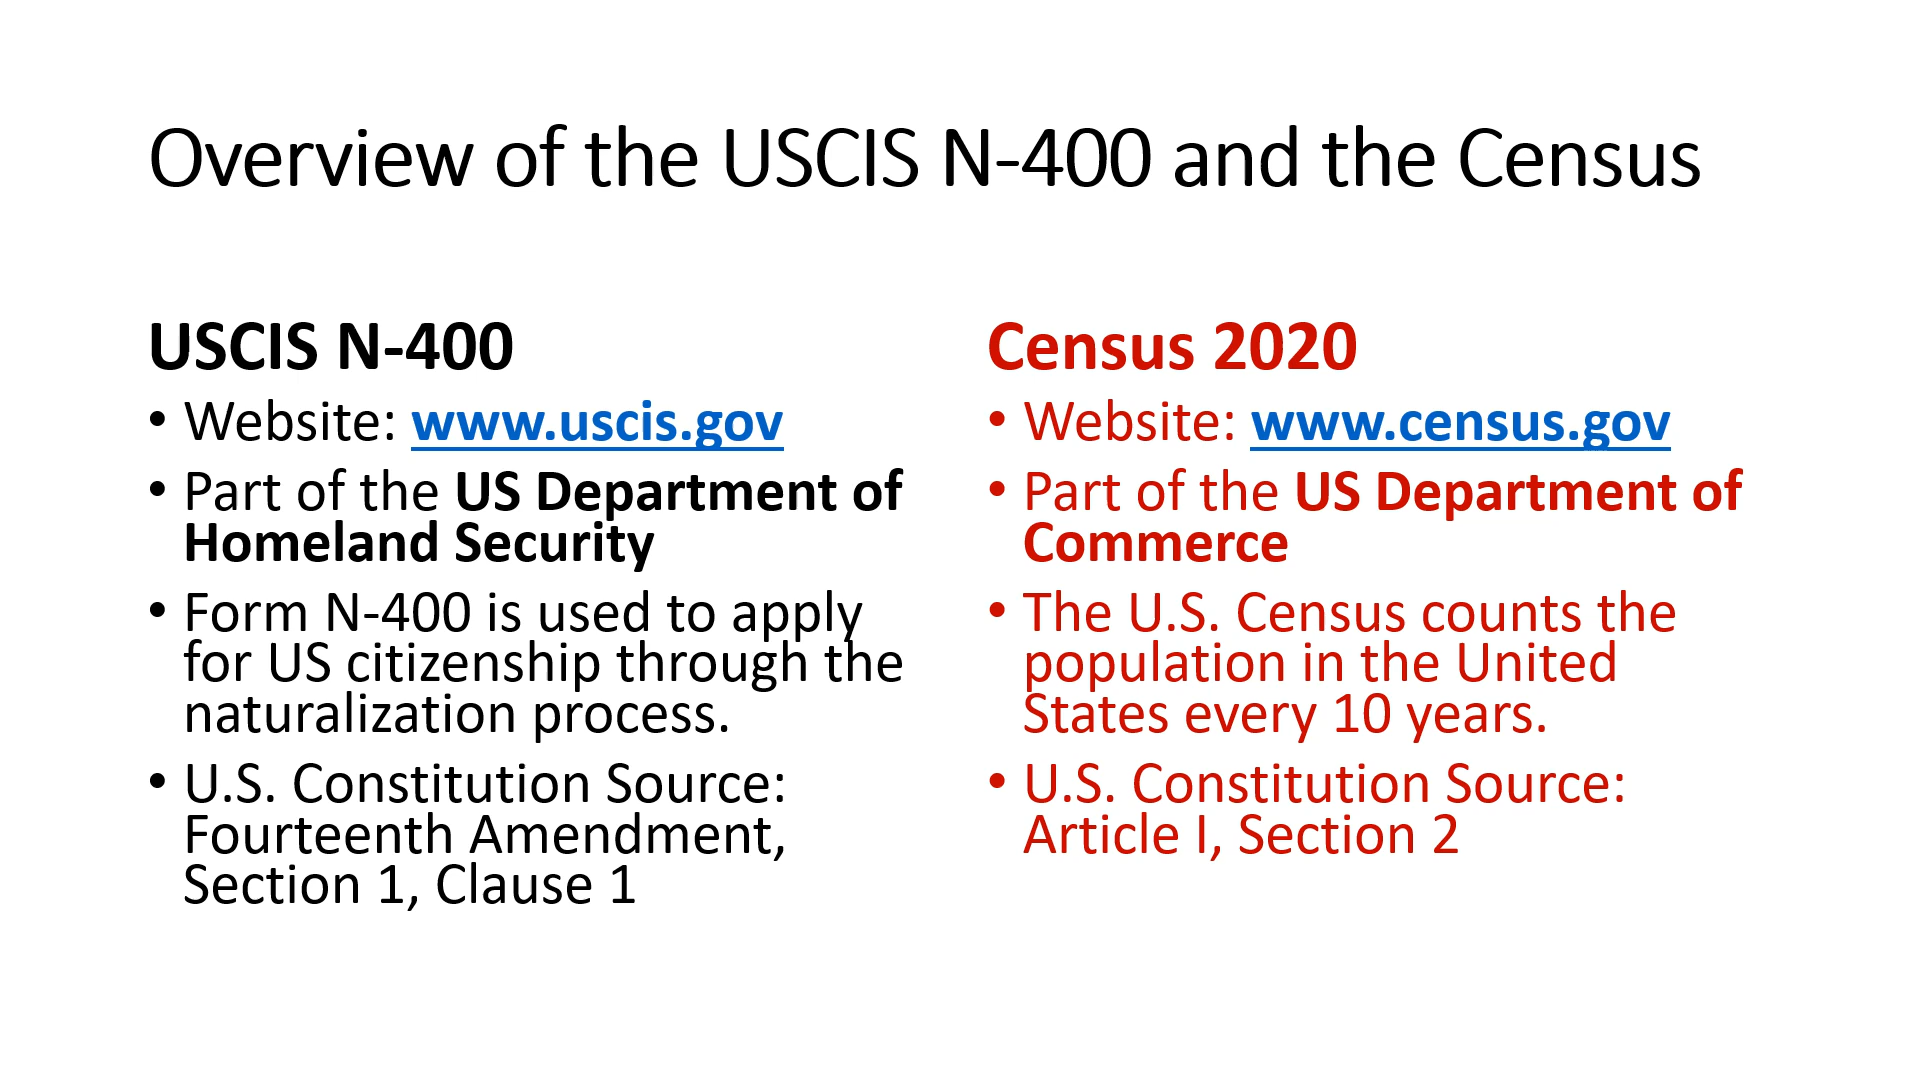 Overview of the USCIS N-400 and the Census
USCIS N-400
• Website: www.uscis.gov
• Part of the US Department of
Homeland Security
• Form N-400 is used to apply
for US citizenship through the
naturalization process.
• U.S. Constitution Source:
Fourteenth Amendment,
Section 1, Clause 1
Census 2020
• Website: www.census.gov
• Part of the US Department of
Commerce
• The U.S. Census counts the
population in the United
States every 10 years.
• U.S. Constitution Source:
Article I, Section 2